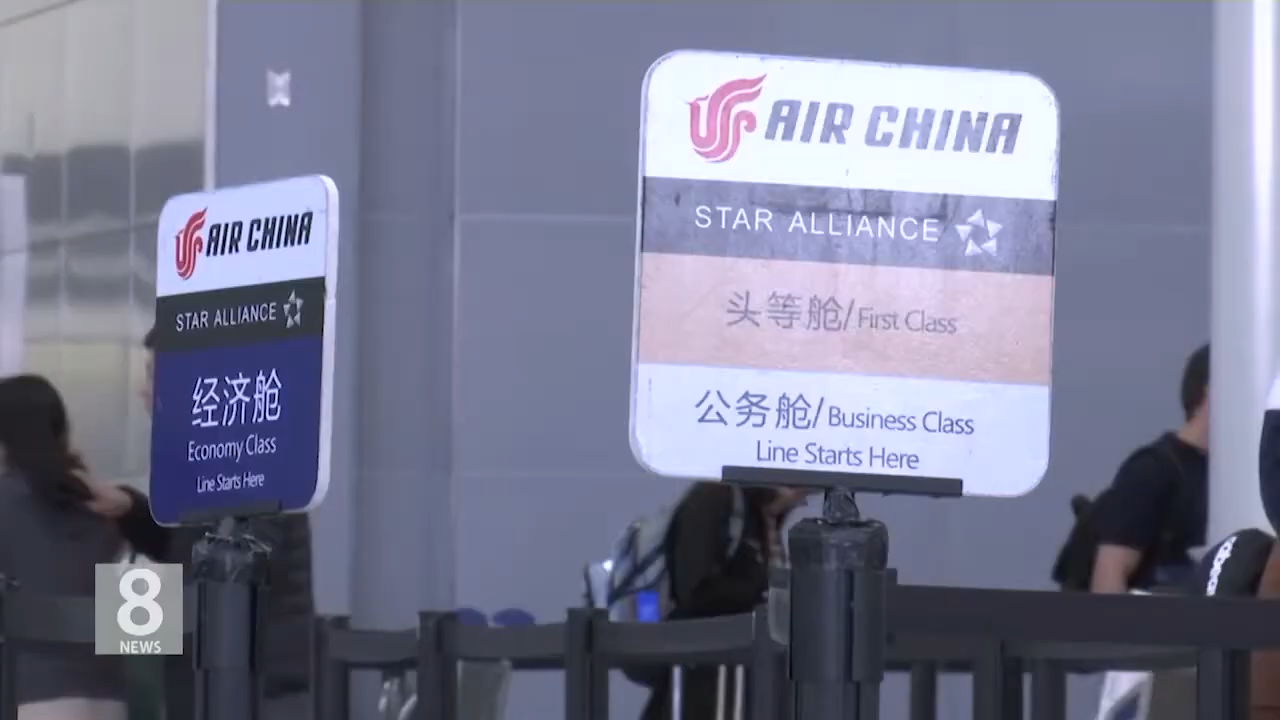 AIR CHINA
STAR ALLIANCE
经济舱
Economy Class
Line Starts Here
AIR CHINA
STAR ALLIANCE
头等舱/First Class
公务舱/Business Class
Line Starts Here
8
NEWS